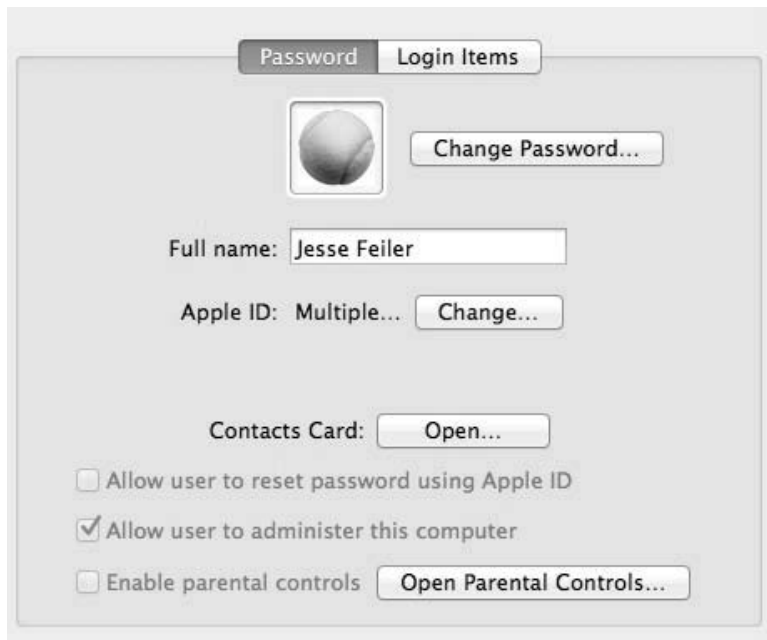 Password Login Items
Change Password...
Full name: Jesse Feiler
Apple ID: Multiple... Change...
Contacts Card: Open...
Allow user to reset password using Apple ID
Allow user to administer this computer
Enable parental controls Open Parental Controls...